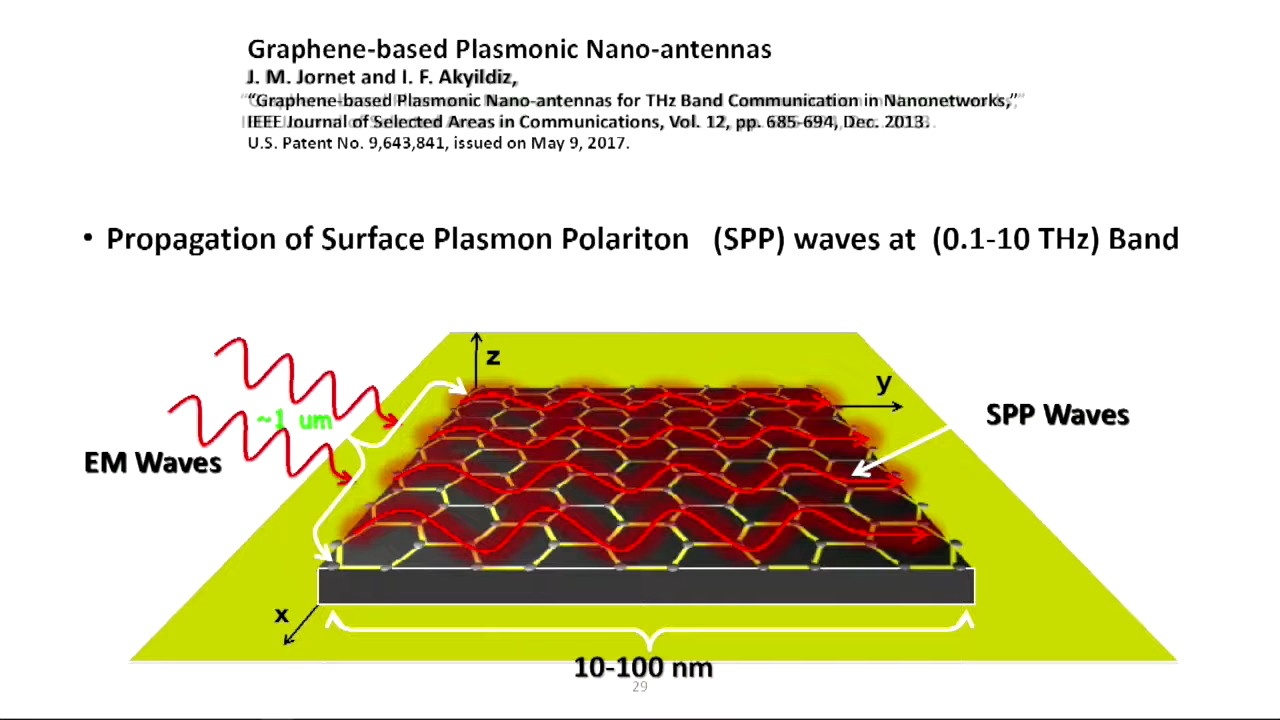 Graphene-based Plasmonic Nano-antennas
J. M. Jornet and I. F. Akyildiz,
“Graphene-based Plasmonic Nano-antennas for THz Band Communication in Nanonetworks,”
IEEE Journal of Selected Areas in Communications, Vol. 12, pp. 685-694, Dec. 2013.
U.S. Patent No. 9,643,841, issued on May 9, 2017.
• Propagation of Surface Plasmon Polariton (SPP) waves at (0.1-10 THz) Band
z
y
~1 um
SPP Waves
EM Waves
x
10-100 nm
29